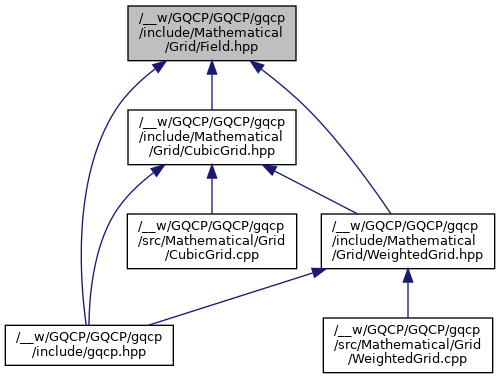 /__w/GQCP/GQCP/gqcp
/include/Mathematical
/Grid/Field.hpp
/__w/GQCP/GQCP/gqcp
/include/Mathematical
/Grid/CubicGrid.hpp
/__w/GQCP/GQCP/gqcp
/src/Mathematical/Grid
/CubicGrid.cpp
/__w/GQCP/GQCP/gqcp
/include/Mathematical
/Grid/WeightedGrid.hpp
/__w/GQCP/GQCP/gqcp
/include/gqcp.hpp
/__w/GQCP/GQCP/gqcp
/src/Mathematical/Grid
/WeightedGrid.cpp